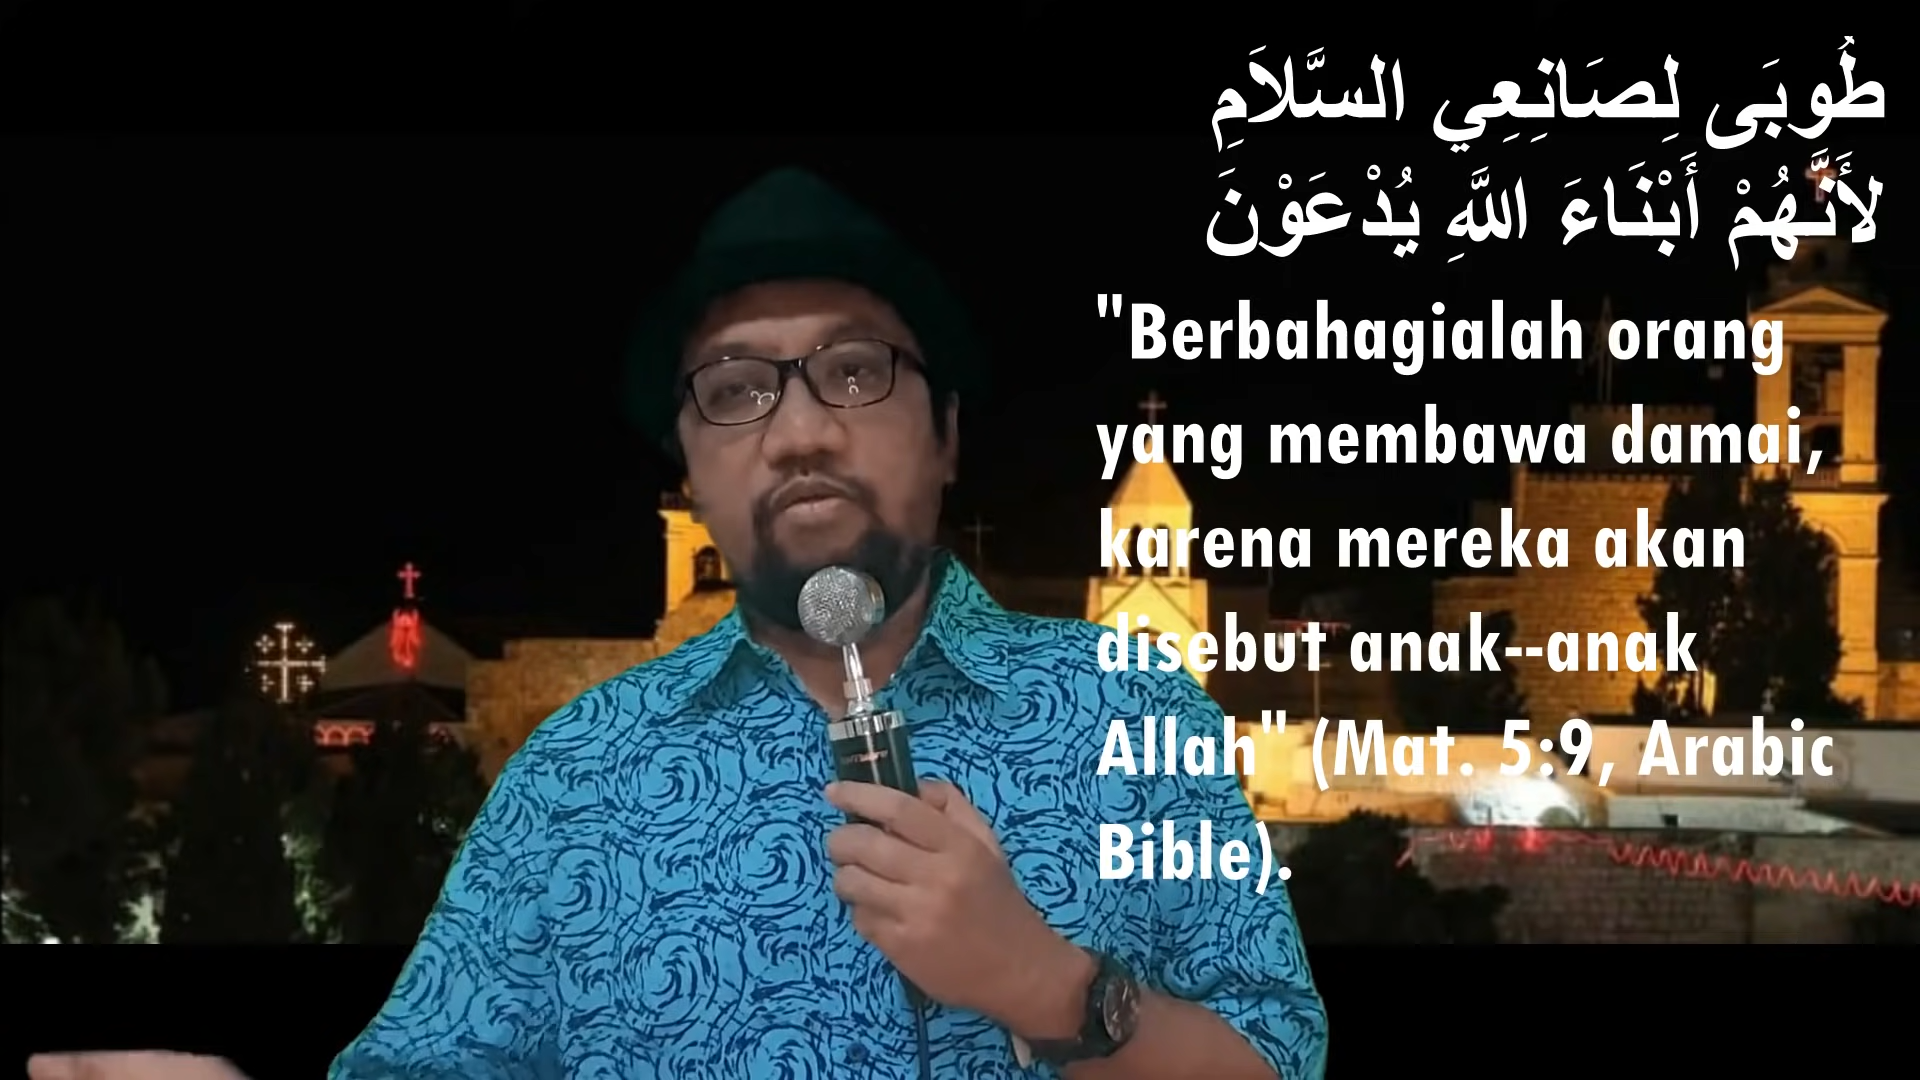 طُوبَى لِصَانِعِي السَّلاَمِ
لأَنَّهُمْ أَبْنَاءَ اللَّهِ يُدْعَوْنَ
"Berbahagialah orang
yang membawa damai,
karena mereka akan
disebut anak--anak
Allah" (Mat. 5:9, Arabic
Bible).